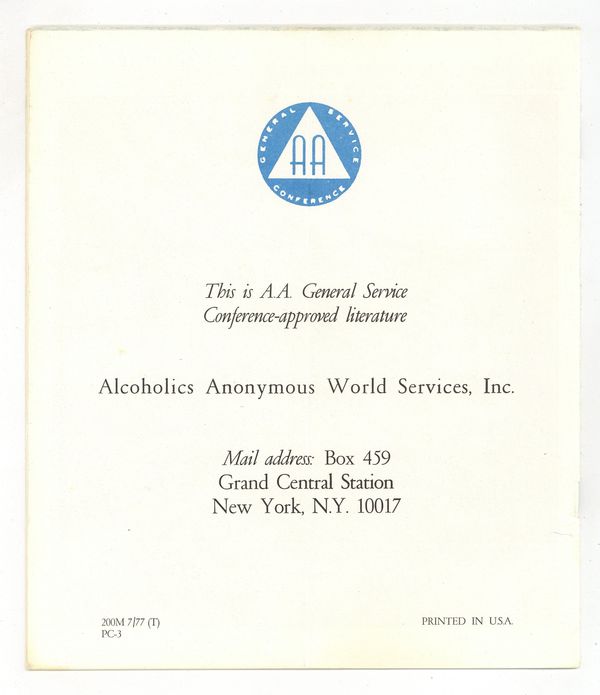 GENERAL SERVICE
AA
CONFERENCE
This is A.A. General Service
Conference-approved literature
Alcoholics Anonymous World Services, Inc.
Mail address: Box 459
Grand Central Station
New York, N.Y. 10017
200M 7/77 (T)
PC-3
PRINTED IN U.S.A.